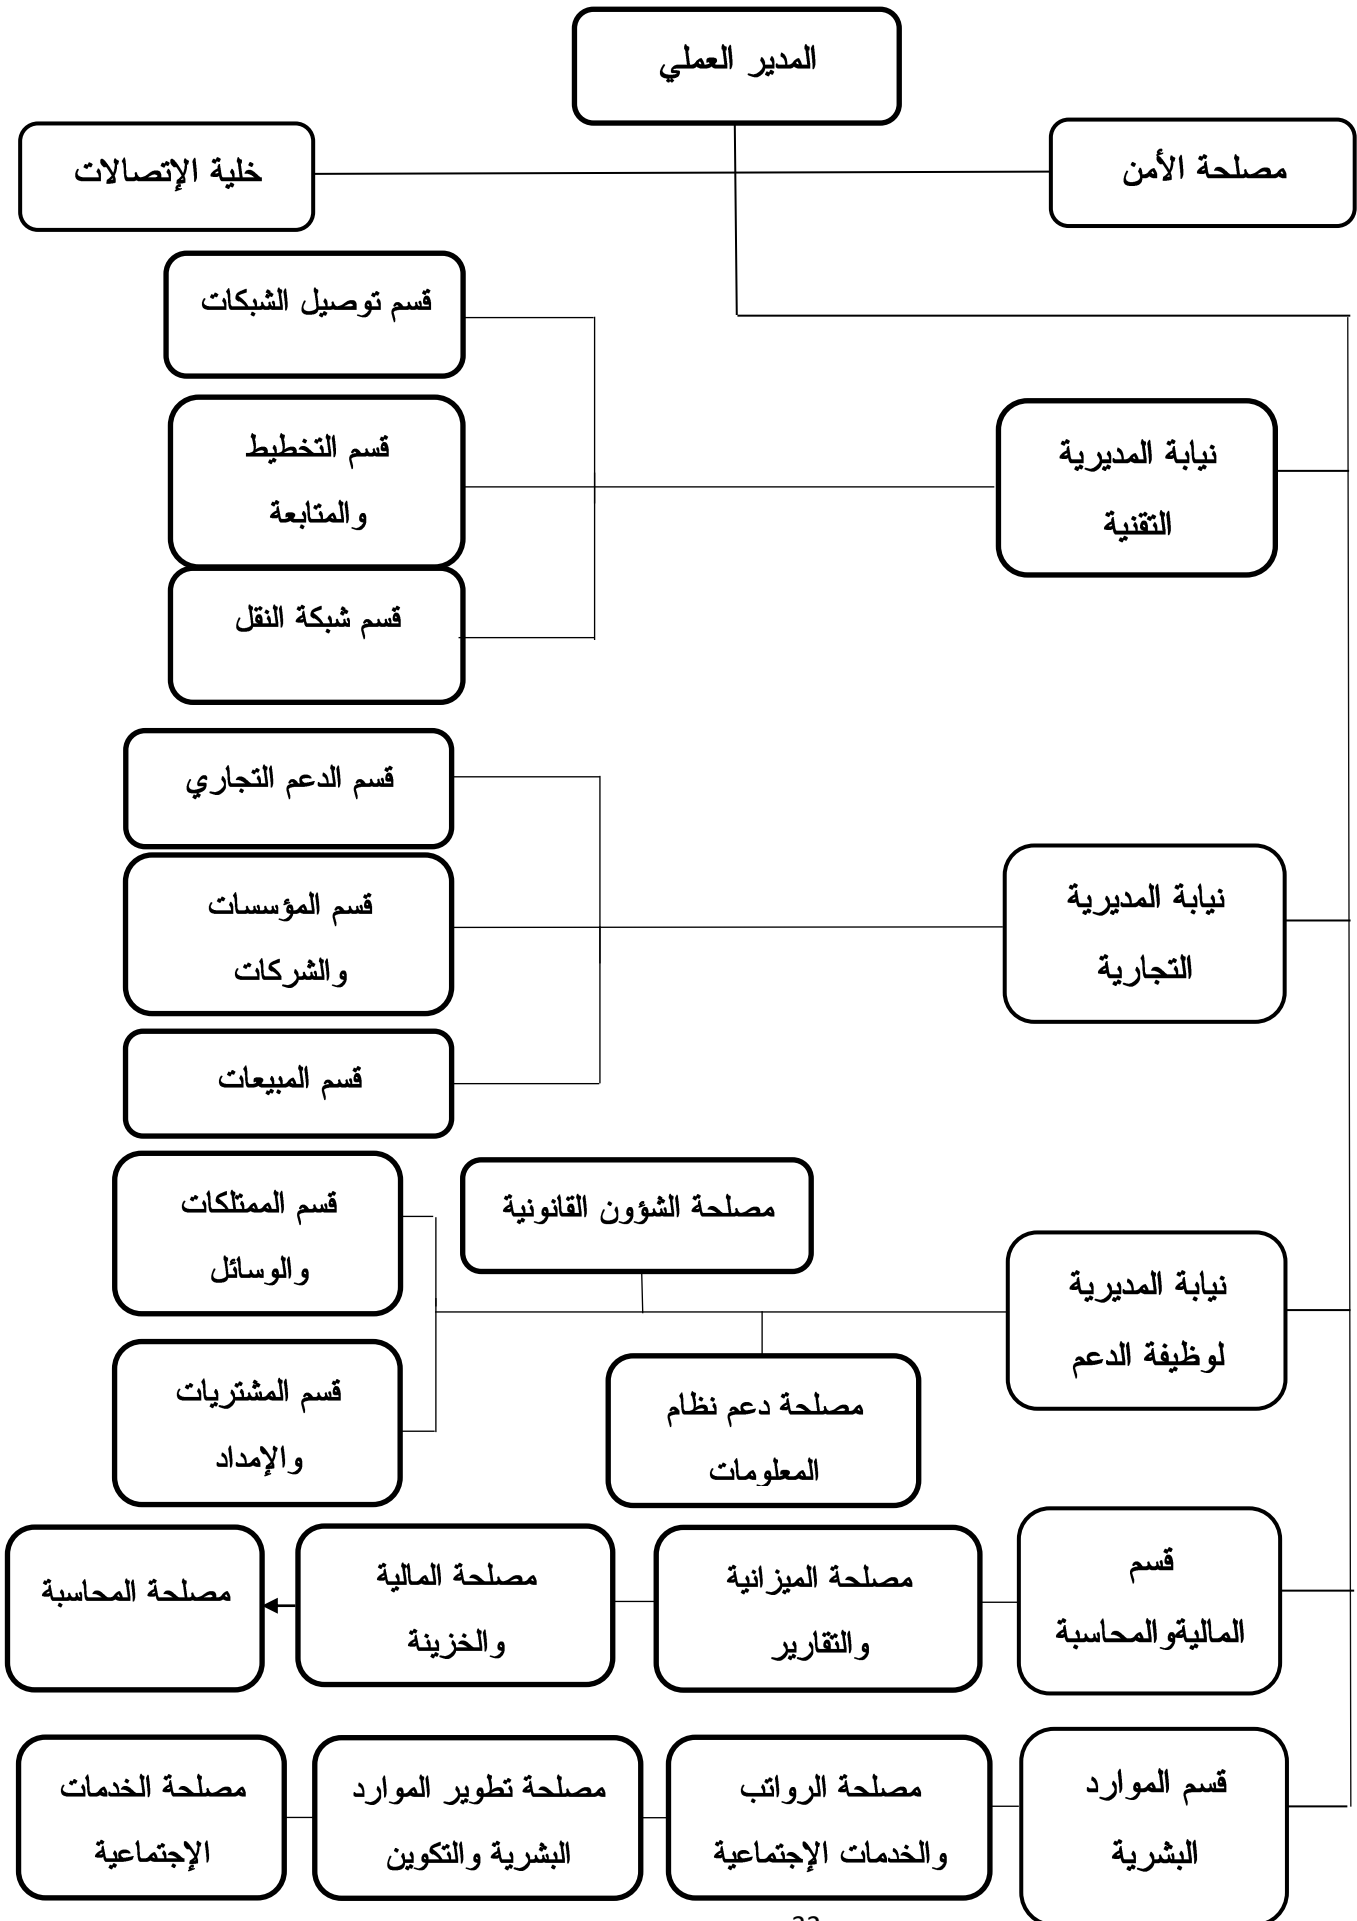 المدير العملي
مصلحة الأمن
خلية الإتصالات
قسم توصيل الشبكات
نيابة المديرية
التقنية
قسم التخطيط
والمتابعة
قسم شبكة النقل
قسم الدعم التجاري
نيابة المديرية
التجارية
قسم المؤسسات
والشركات
قسم المبيعات
نيابة المديرية
لوظيفة الدعم
مصلحة الشؤون القانونية
قسم الممتلكات
والوسائل
مصلحة دعم نظام
المعلومات
قسم المشتريات
والإمداد
قسم
الماليةوالمحاسبة
مصلحة الميزانية
والتقارير
مصلحة المالية
والخزينة
مصلحة المحاسبة
قسم الموارد
البشرية
مصلحة الرواتب
والخدمات الإجتماعية
مصلحة تطوير الموارد
البشرية والتكوين
مصلحة الخدمات
الإجتماعية